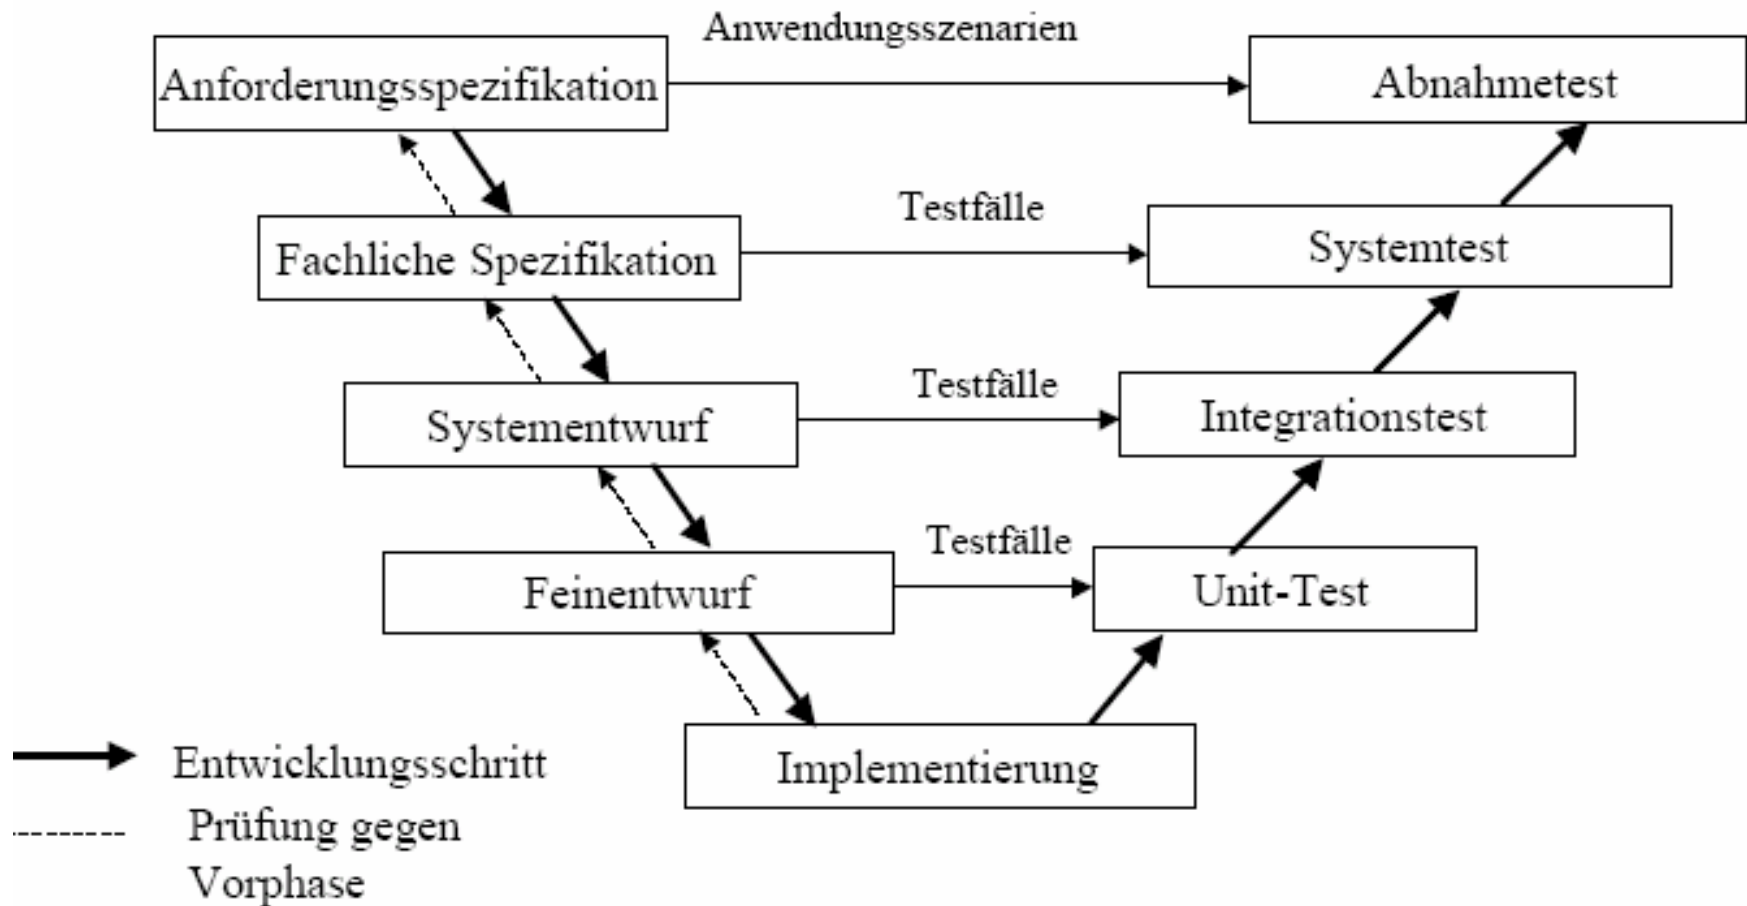 Anwendungsszenarien
Anforderungsspezifikation
Abnahmetest
Testfälle
Fachliche Spezifikation
Systemtest
Testfälle
Systementwurf
Integrationstest
Testfälle
Feinentwurf
Unit-Test
Implementierung
Entwicklungsschritt
Prüfung gegen
Vorphase